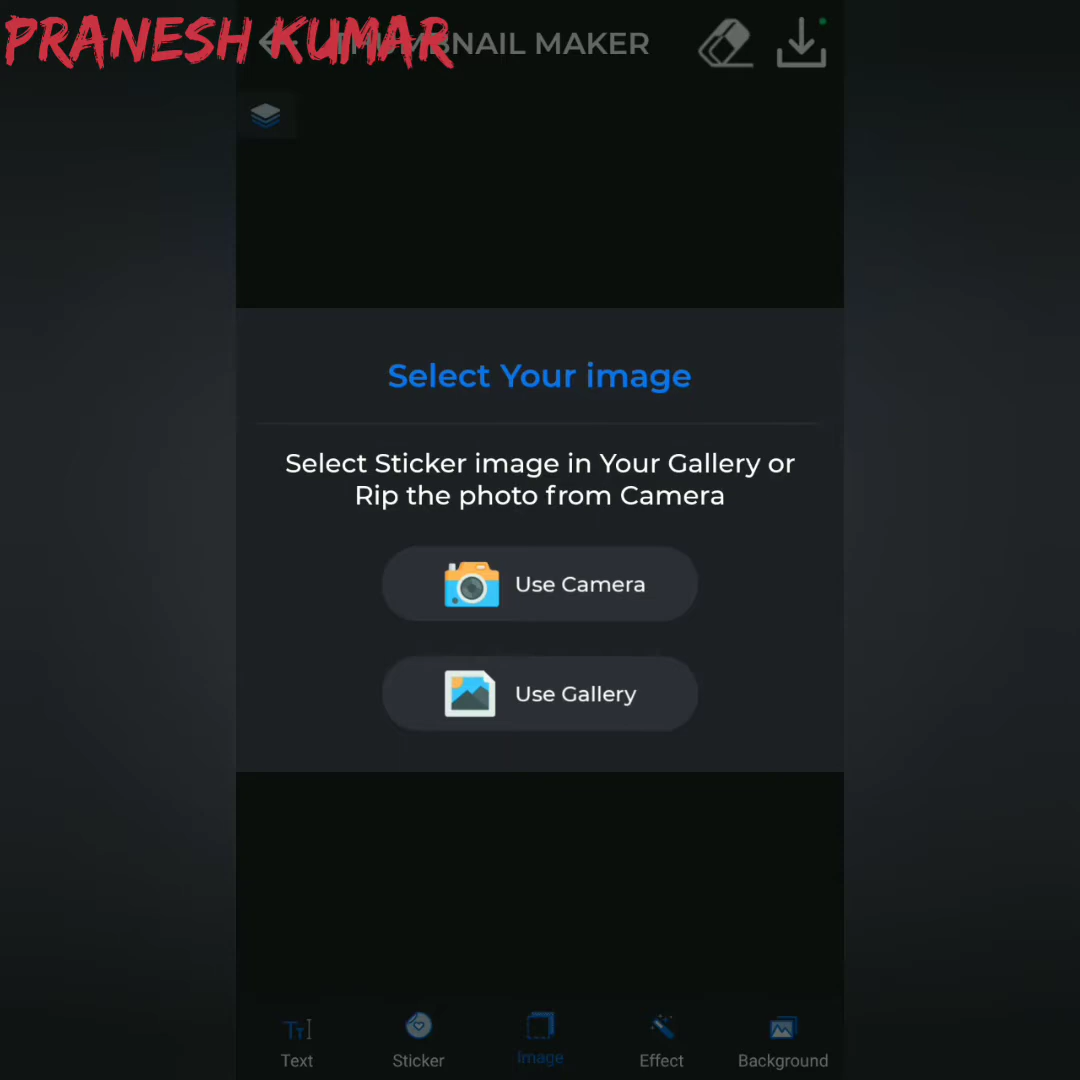 PRANESH KUMAR
THUMBNAIL MAKER
Select Your image
Select Sticker image in Your Gallery or
Rip the photo from Camera
Use Camera
Use Gallery
Text
Sticker
Image
Effect
Background